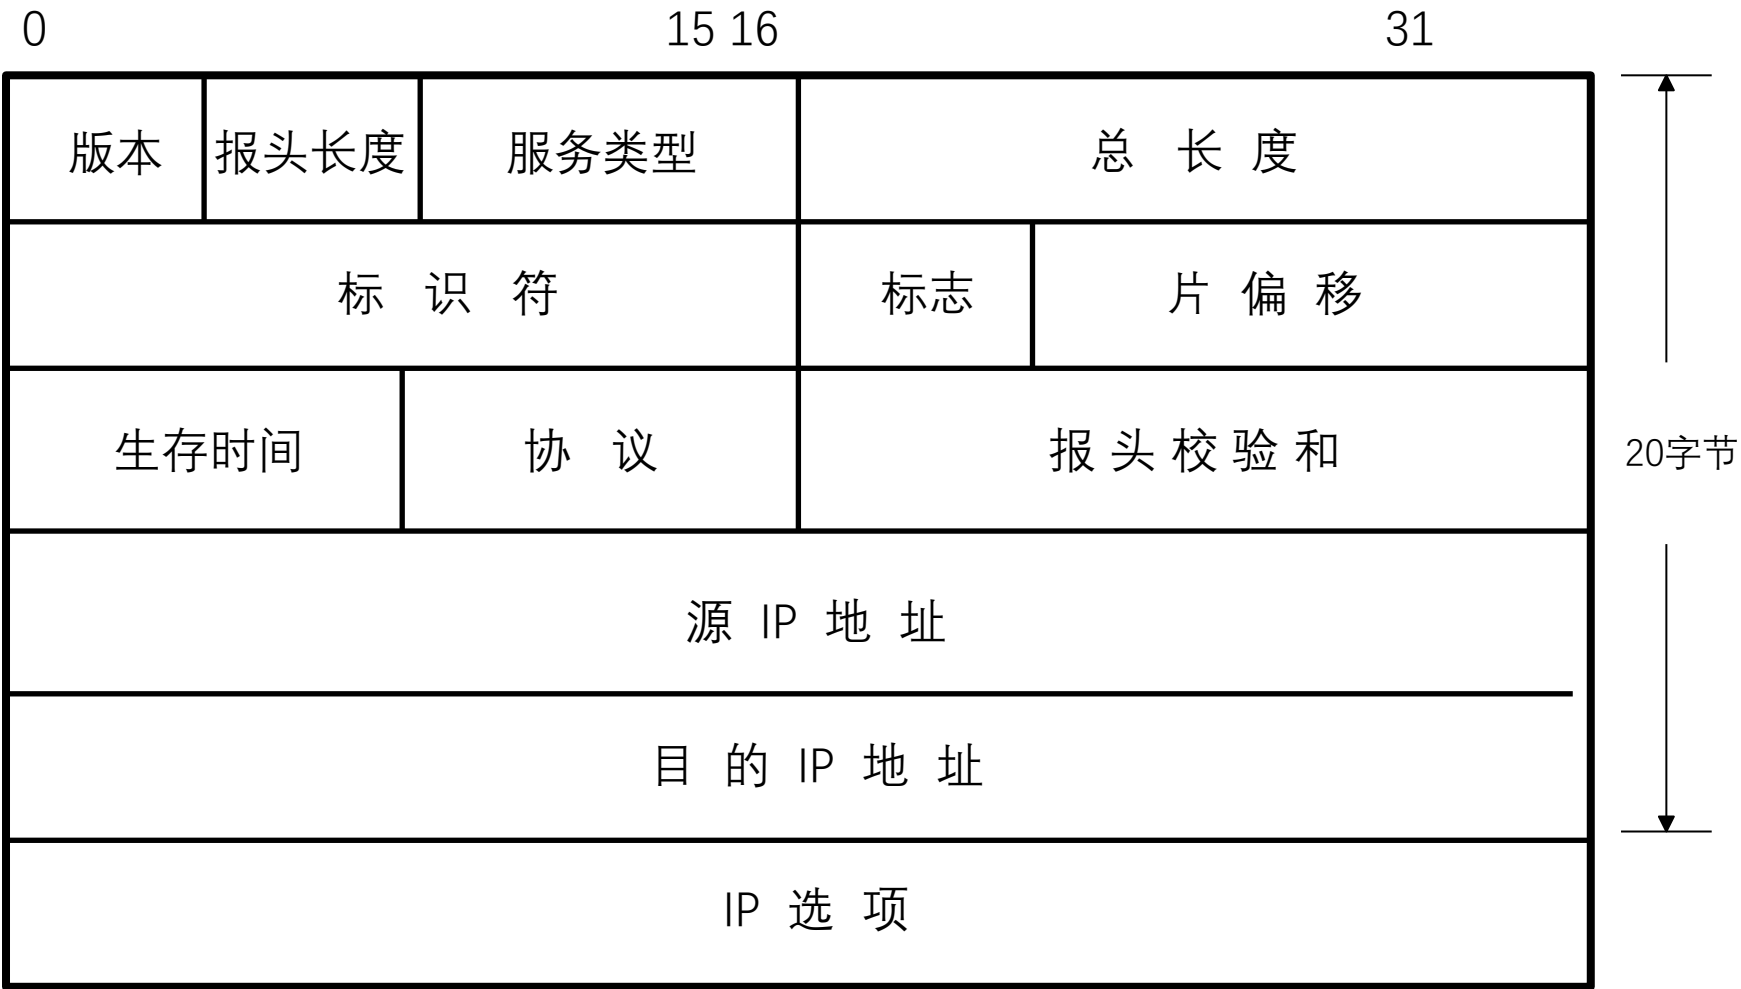 0 15 16 31
版本 报头长度 服务类型 总 长 度
标 识 符 标志 片 偏 移
生存时间 协 议 报 头 校 验 和
20字节
源 IP 地 址
目 的 IP 地 址
IP 选 项